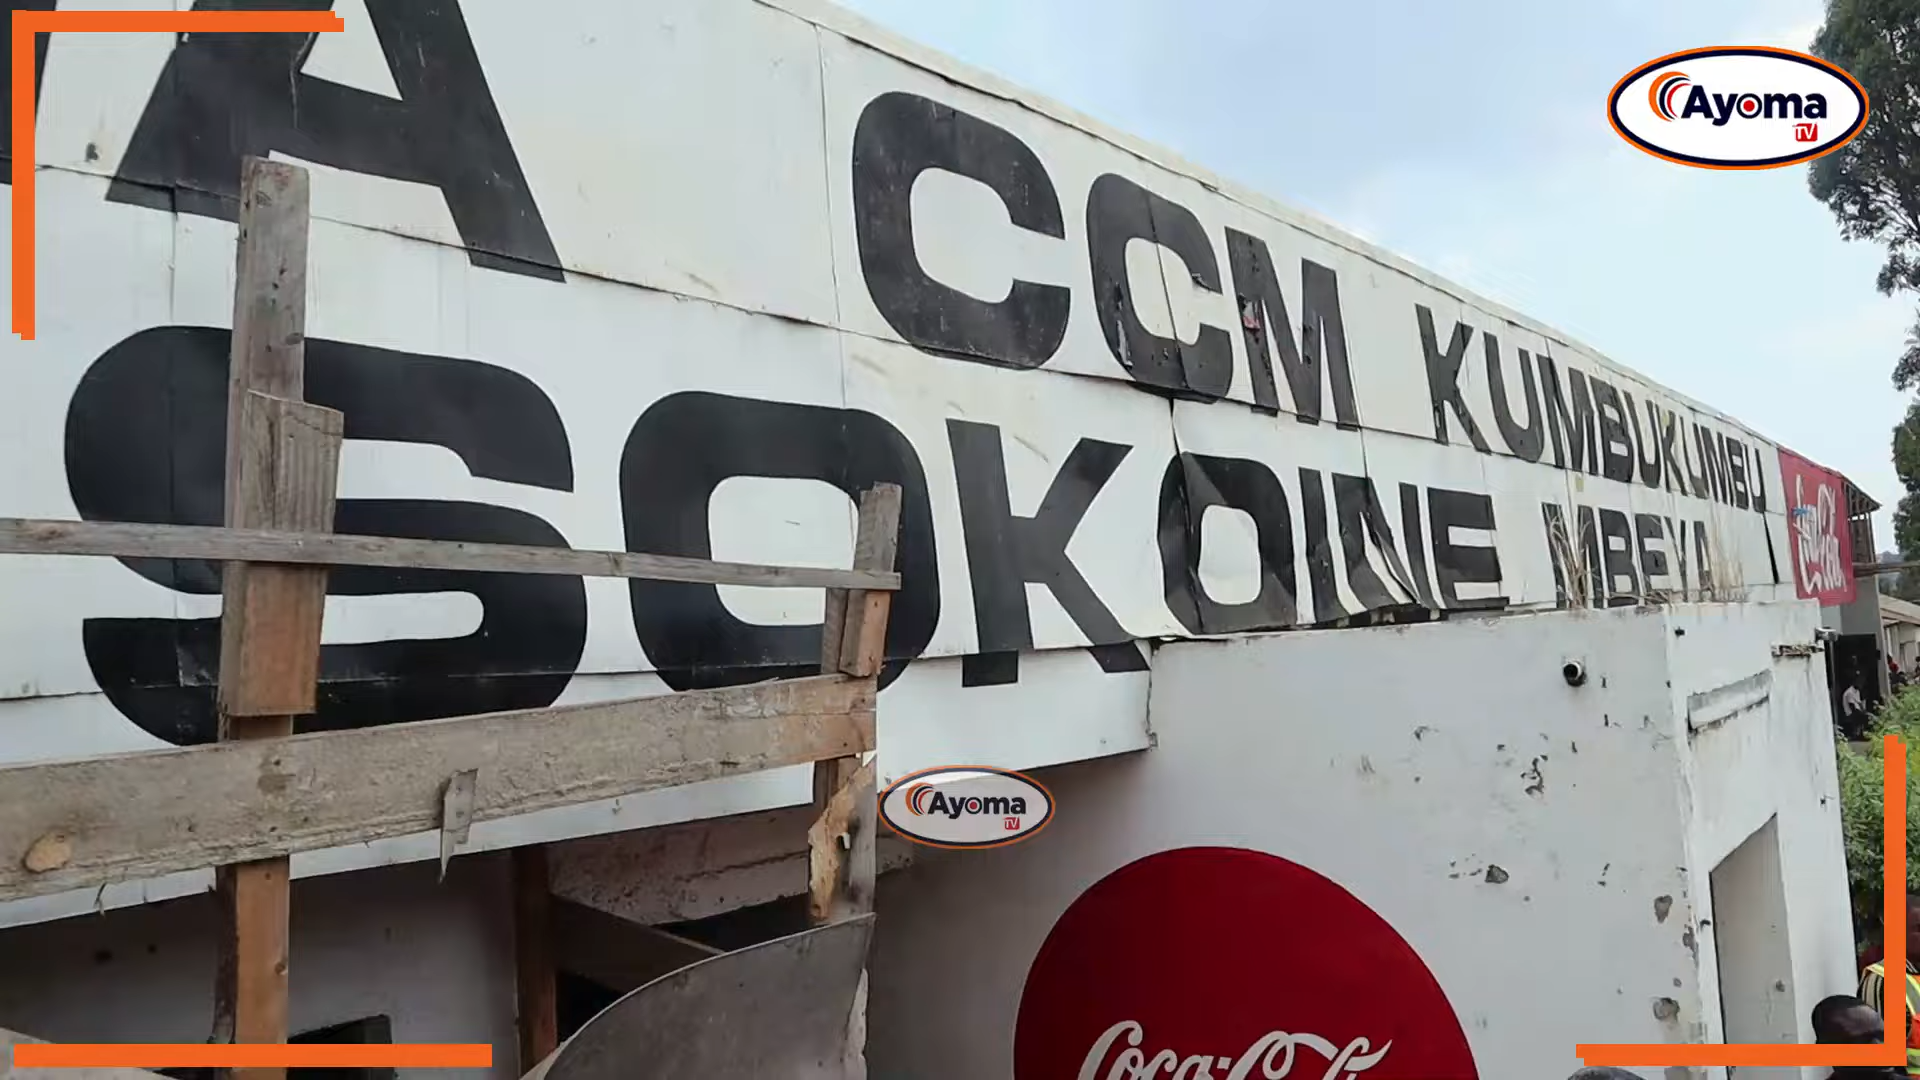 A CCM KUMBUKUMBU
SOKOINE MBEYA
Ayoma
TV
Ayoma
TV
Coca-Cola